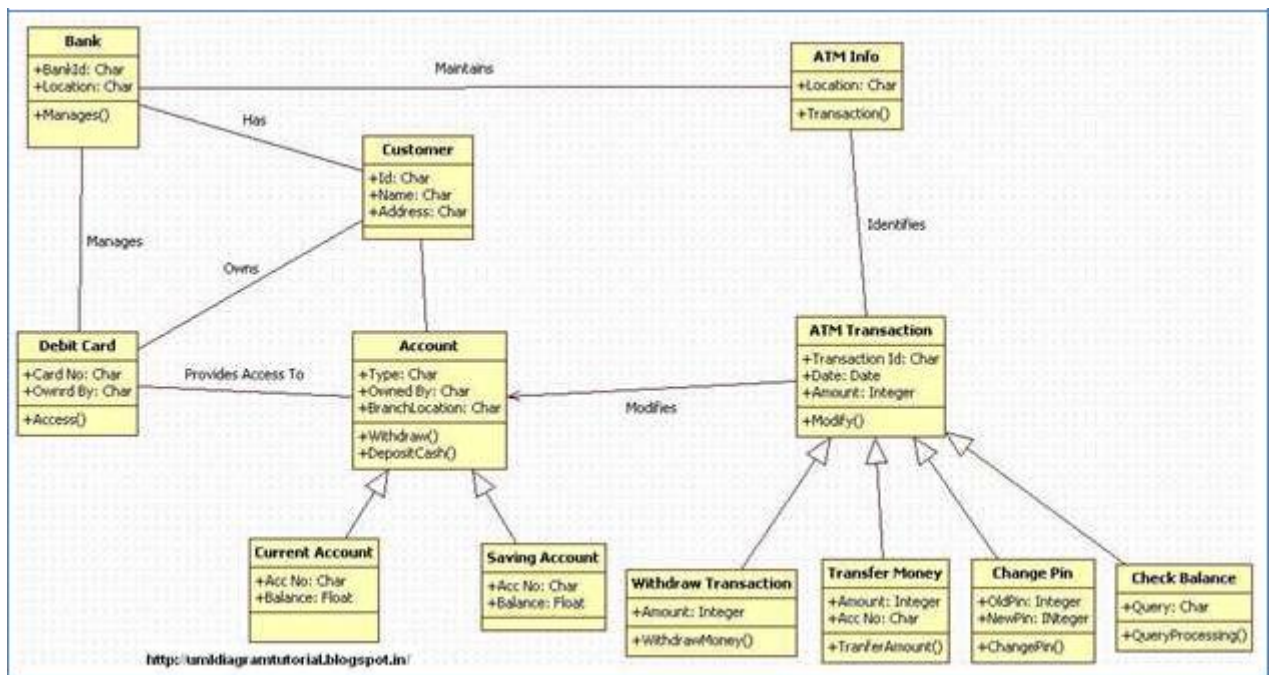 Bank
+BankId: Char
+Location: Char
+Manages()
Maintains
ATM Info
+Location: Char
+Transaction()
Has
Customer
+Id: Char
+Name: Char
+Address: Char
Manages
Owns
Identifies
Debit Card
+Card No: Char
+Ownrd By: Char
+Access()
Provides Access To
Account
+Type: Char
+Owned By: Char
+BranchLocation: Char
+Withdraw()
+DepositCash()
Modifies
ATM Transaction
+Transaction Id: Char
+Date: Date
+Amount: Integer
+Modify()
Current Account
+Acc No: Char
+Balance: Float
Saving Account
+Acc No: Char
+Balance: Float
Withdraw Transaction
+Amount: Integer
+WithdrawMoney()
Transfer Money
+Amount: Integer
+Acc No: Char
+TranferAmount()
Change Pin
+OldPin: Integer
+NewPin: INteger
+ChangePin()
Check Balance
+Query: Char
+QueryProcessing()
http://umldiagramtutorial.blogspot.in/